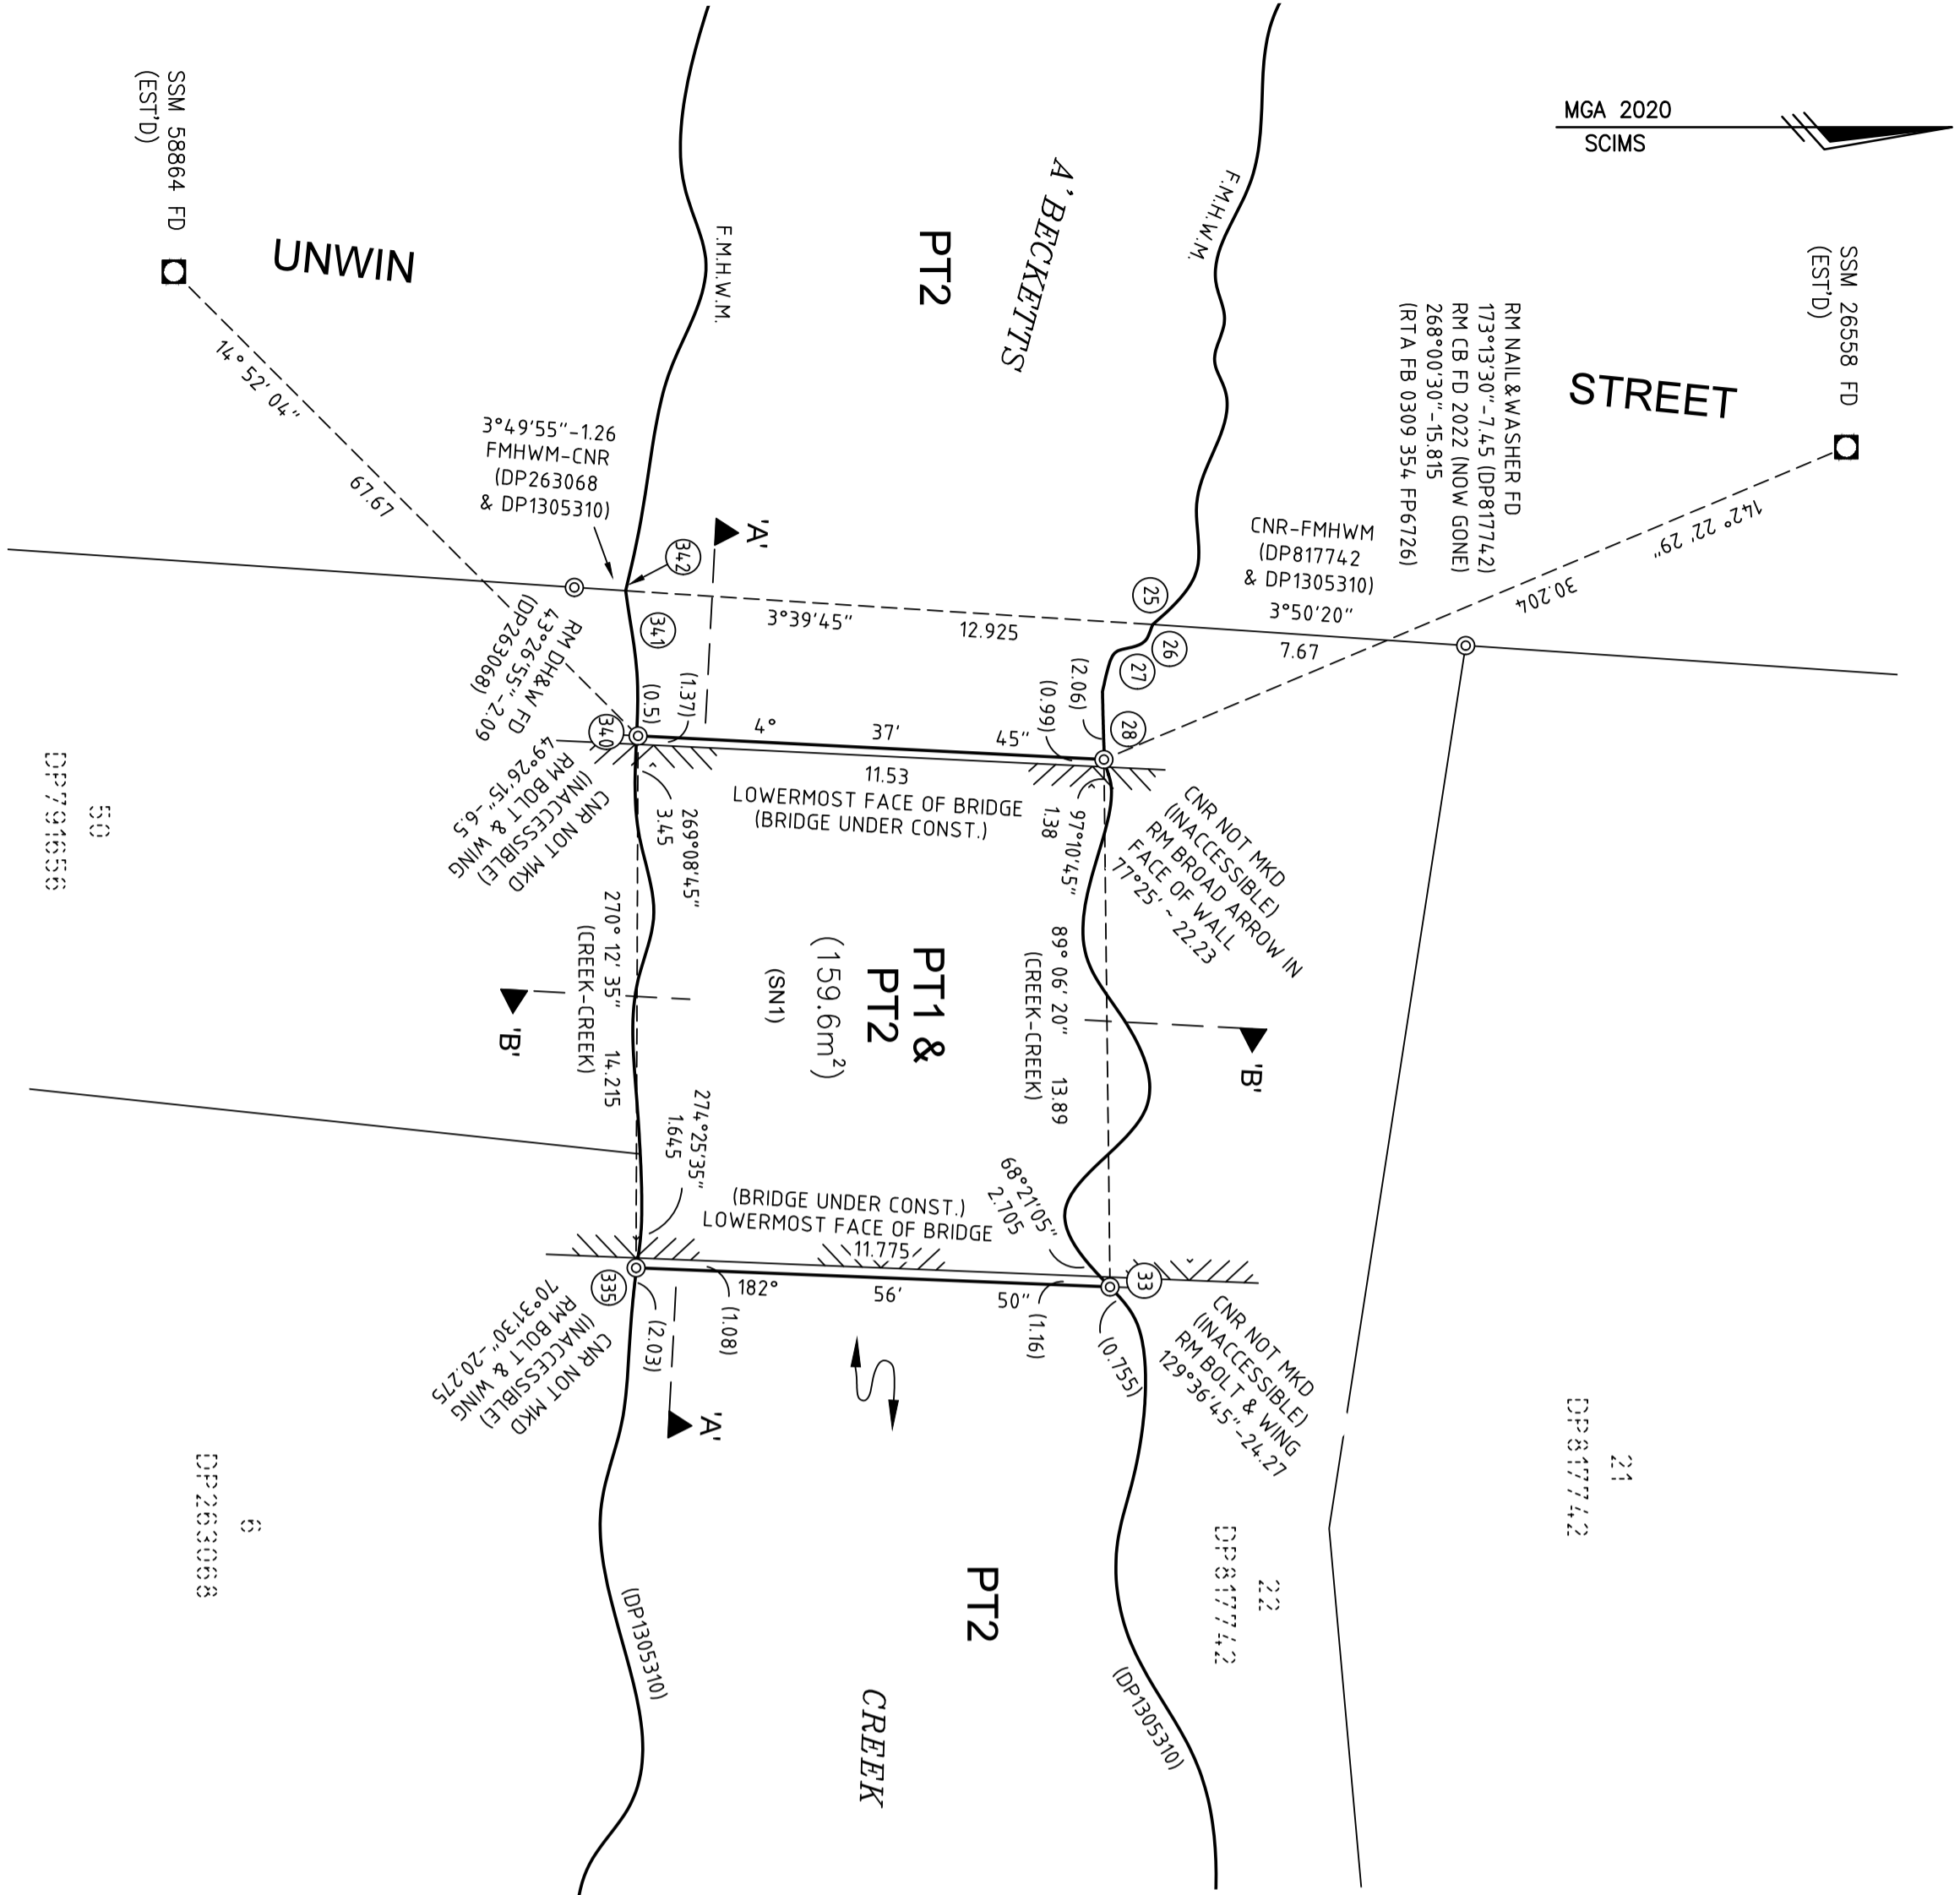 MGA 2020
SCIMS
SSM 58864 FD
(EST'D)
UNWIN
F.M.H.W.M.
PT2
A'BECKETTS
F.M.H.W.M.
SSM 26558 FD
(EST'D)
STREET
RM NAIL&WASHER FD
173°13'30"-7.45 (DP817742)
RM CB FD 2022 (NOW GONE)
268°00'30"-15.815
(RTA FB 0309 354 FP6726)
14° 52' 04"
67.67
142° 22' 29"
30.204
3°49'55"-1.26
FMHWM-CNR
(DP263068
& DP1305310)
342
'A'
CNR-FMHWM
(DP817742
& DP1305310)
3°50'20"
7.67
25
26
27
28
341
3°39'45" 12.925
RM DH&W FD
43°26'55"-2.09
(DP263068)
(0.5)
(1.37)
(2.06)
(0.99)
340
4° 37' 45"
11.53
LOWERMOST FACE OF BRIDGE
(BRIDGE UNDER CONST.)
CNR NOT MKD
(INACCESSIBLE)
RM BOLT & WING
49°26'15"-6.5
269°08'45"
3.45
97°10'45"
1.38
CNR NOT MKD
(INACCESSIBLE)
RM BROAD ARROW IN
FACE OF WALL
77°25' ~ 22.23
50
DP791656
270° 12' 35" 14.215
(CREEK-CREEK)
PT1 &
PT2
(159.6m²)
(SN1)
89° 06' 20" 13.89
(CREEK-CREEK)
'B'
'B'
274°25'35"
1.645
68°21'05"
2.705
(BRIDGE UNDER CONST.)
LOWERMOST FACE OF BRIDGE
11.775
182° 56' 50"
335
33
(2.03)
(1.08)
(1.16)
(0.755)
CNR NOT MKD
(INACCESSIBLE)
RM BOLT & WING
70°31'30"-20.275
CNR NOT MKD
(INACCESSIBLE)
RM BOLT & WING
129°36'45"-24.27
'A'
6
DP263068
21
DP817742
22
DP817742
PT2
(DP1305310)
(DP1305310)
CREEK